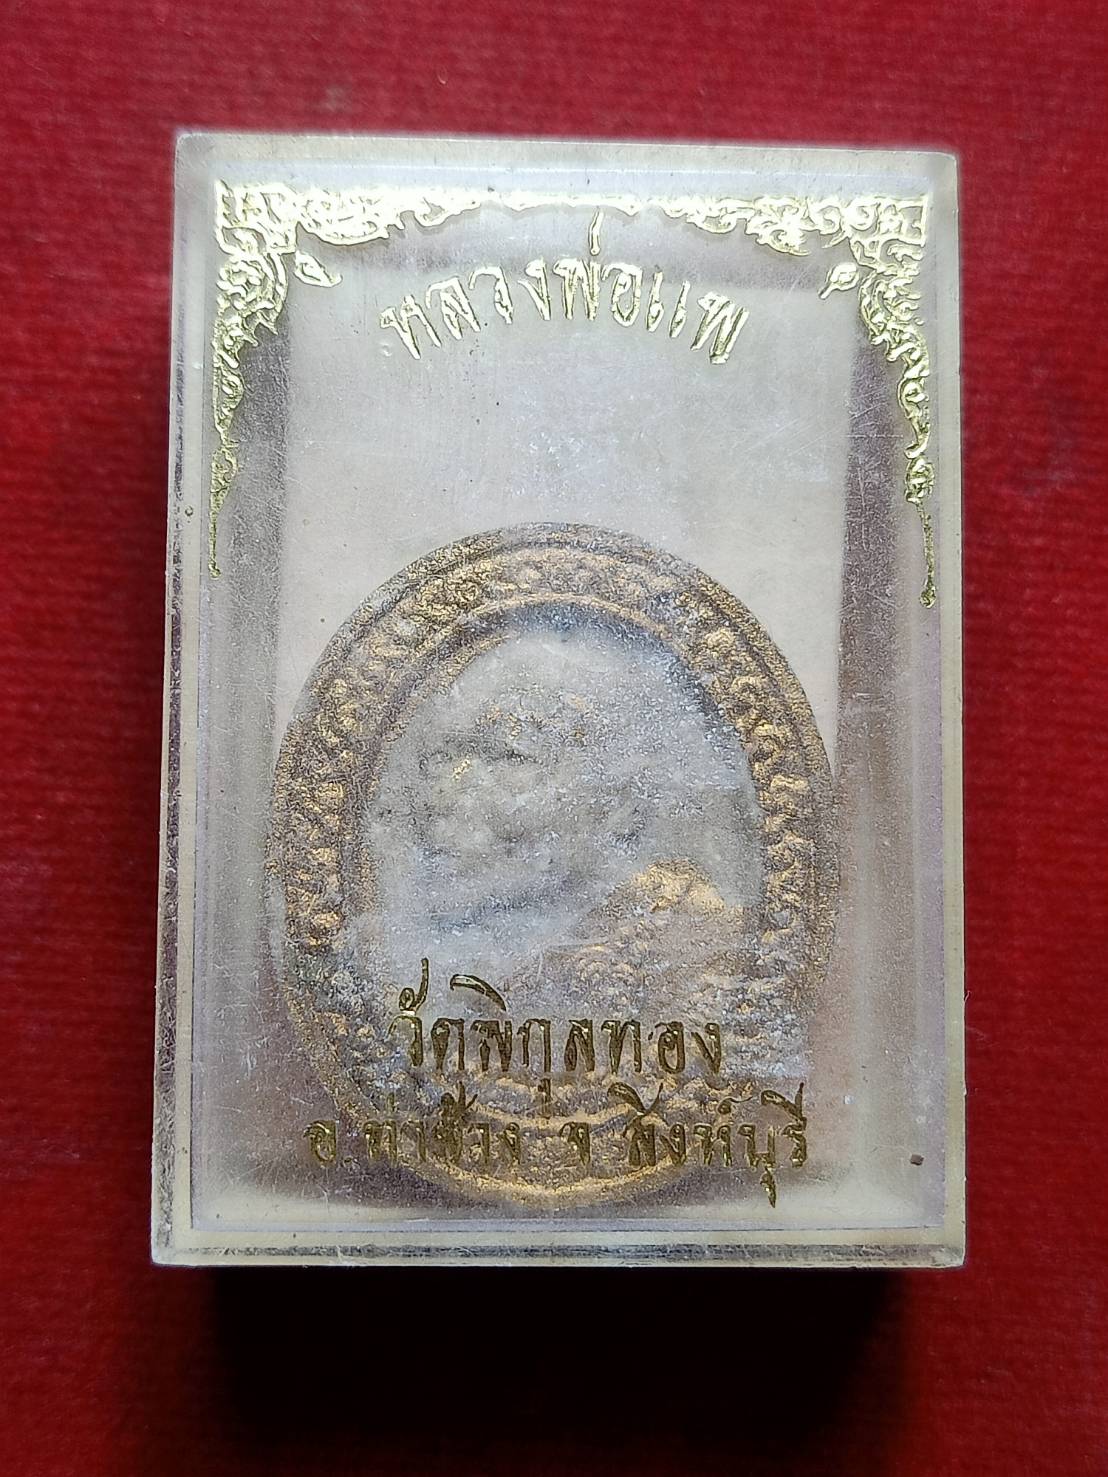 หลวงพ่อแพ
วัดพิกุลทอง
อ.ท่าช้าง จ.สิงห์บุรี